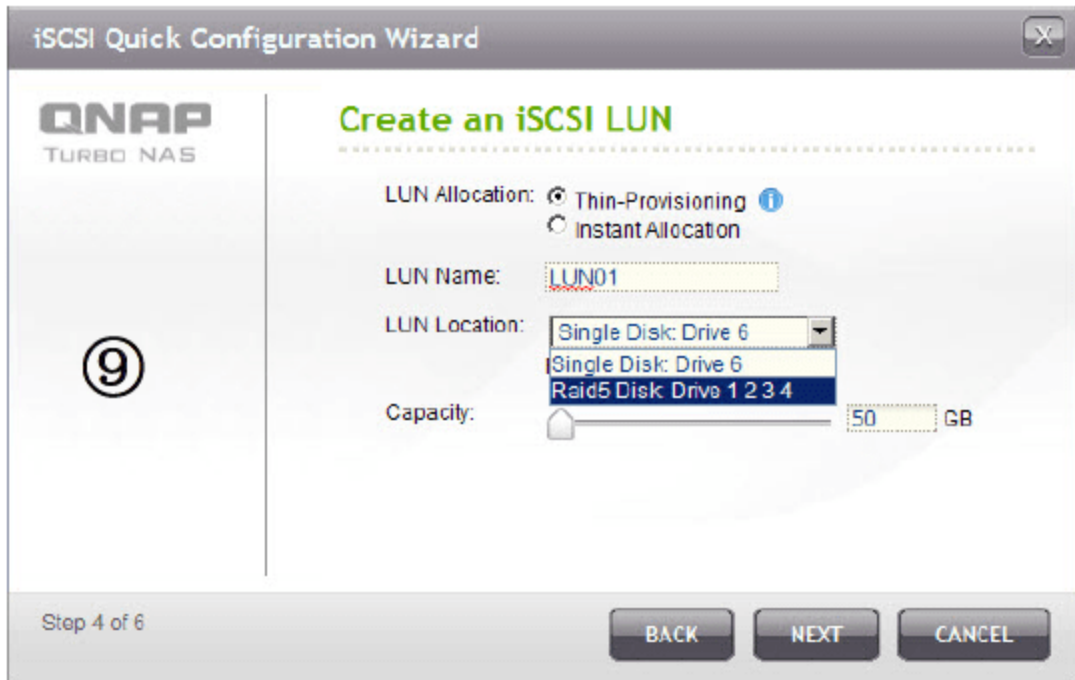 iSCSI Quick Configuration Wizard
X
QNAP
TURBO NAS
Create an iSCSI LUN
LUN Allocation: Thin-Provisioning i
Instant Allocation
LUN Name: LUN01
LUN Location: Single Disk: Drive 6
Single Disk: Drive 6
Raid5 Disk: Drive 1 2 3 4
⑨
Capacity: 50 GB
Step 4 of 6
BACK NEXT CANCEL